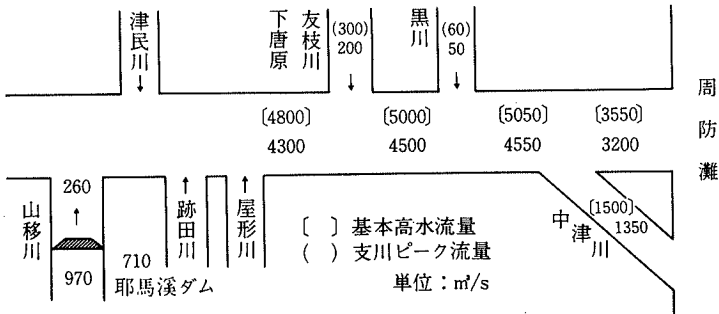 津民川
下唐原
友枝川
(300)
200
黒川
(60)
50
周防灘
〔4800〕
4300
〔5000〕
4500
〔5050〕
4550
〔3550〕
3200
山移川
260
970
710
耶馬溪ダム
跡田川
屋形川
〔 〕基本高水流量
( )支川ピーク流量
単位:㎥/s
中津川
〔1500〕
1350